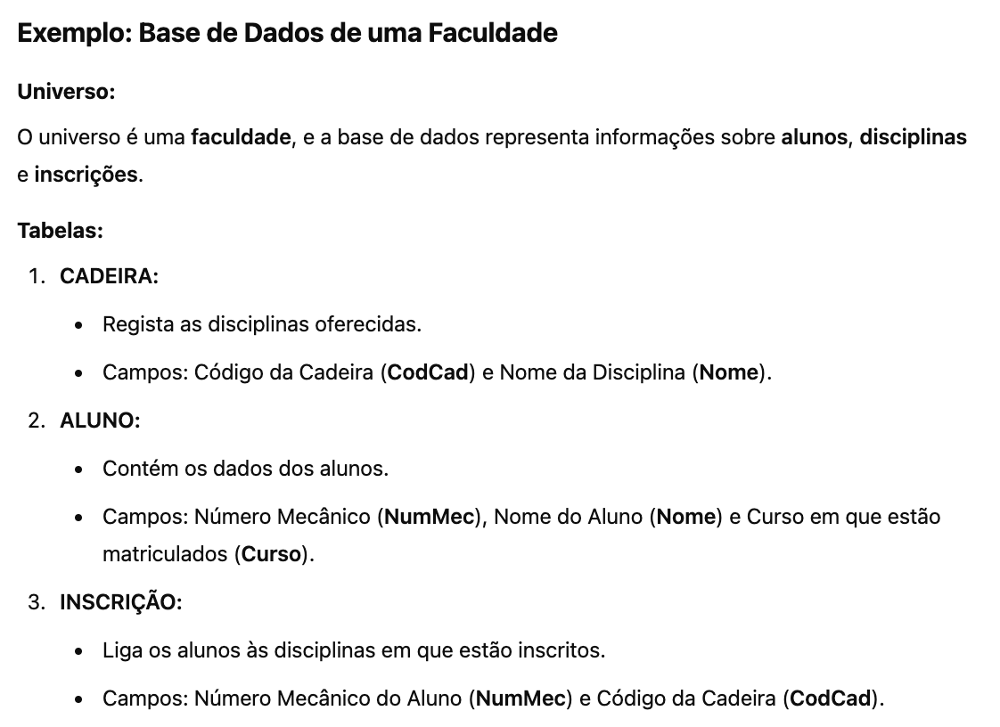 Exemplo: Base de Dados de uma Faculdade
Universo:
O universo é uma faculdade, e a base de dados representa informações sobre alunos, disciplinas
e inscrições.
Tabelas:
1. CADEIRA:
• Regista as disciplinas oferecidas.
• Campos: Código da Cadeira (CodCad) e Nome da Disciplina (Nome).
2. ALUNO:
• Contém os dados dos alunos.
• Campos: Número Mecânico (NumMec), Nome do Aluno (Nome) e Curso em que estão
matriculados (Curso).
3. INSCRIÇÃO:
• Liga os alunos às disciplinas em que estão inscritos.
• Campos: Número Mecânico do Aluno (NumMec) e Código da Cadeira (CodCad).